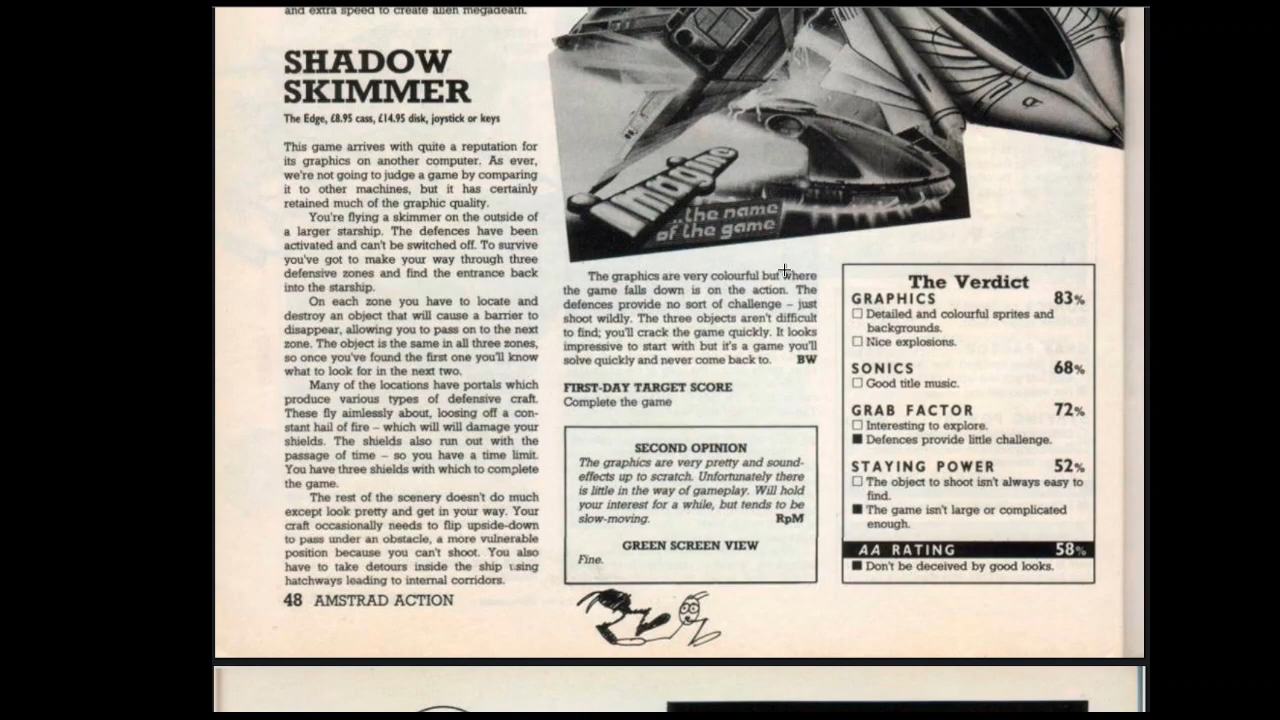 and extra speed to create alien megadeath.
SHADOW
SKIMMER
The Edge, £8.95 cass, £14.95 disk, joystick or keys
This game arrives with quite a reputation for
its graphics on another computer. As ever,
we're not going to judge a game by comparing
it to other machines, but it has certainly
retained much of the graphic quality.
You're flying a skimmer on the outside of
a larger starship. The defences have been
activated and can't be switched off. To survive
you've got to make your way through three
defensive zones and find the entrance back
into the starship.
On each zone you have to locate and
destroy an object that will cause a barrier to
disappear, allowing you to pass on to the next
zone. The object is the same in all three zones,
so once you've found the first one you'll know
what to look for in the next two.
Many of the locations have portals which
produce various types of defensive craft.
These fly aimlessly about, loosing off a con-
stant hail of fire – which will will damage your
shields. The shields also run out with the
passage of time – so you have a time limit.
You have three shields with which to complete
the game.
The rest of the scenery doesn't do much
except look pretty and get in your way. Your
craft occasionally needs to flip upside-down
to pass under an obstacle, a more vulnerable
position because you can't shoot. You also
have to take detours inside the ship using
hatchways leading to internal corridors.
48 AMSTRAD ACTION
Imagine
...the name
of the game
The graphics are very colourful but where
the game falls down is on the action. The
defences provide no sort of challenge – just
shoot wildly. The three objects aren't difficult
to find; you'll crack the game quickly. It looks
impressive to start with but it's a game you'll
solve quickly and never come back to. BW
FIRST-DAY TARGET SCORE
Complete the game
SECOND OPINION
The graphics are very pretty and sound-
effects up to scratch. Unfortunately there
is little in the way of gameplay. Will hold
your interest for a while, but tends to be
slow-moving. RpM
GREEN SCREEN VIEW
Fine.
The Verdict
GRAPHICS 83%
Detailed and colourful sprites and
backgrounds.
Nice explosions.
SONICS 68%
Good title music.
GRAB FACTOR 72%
Interesting to explore.
Defences provide little challenge.
STAYING POWER 52%
The object to shoot isn't always easy to
find.
The game isn't large or complicated
enough.
AA RATING 58%
Don't be deceived by good looks.